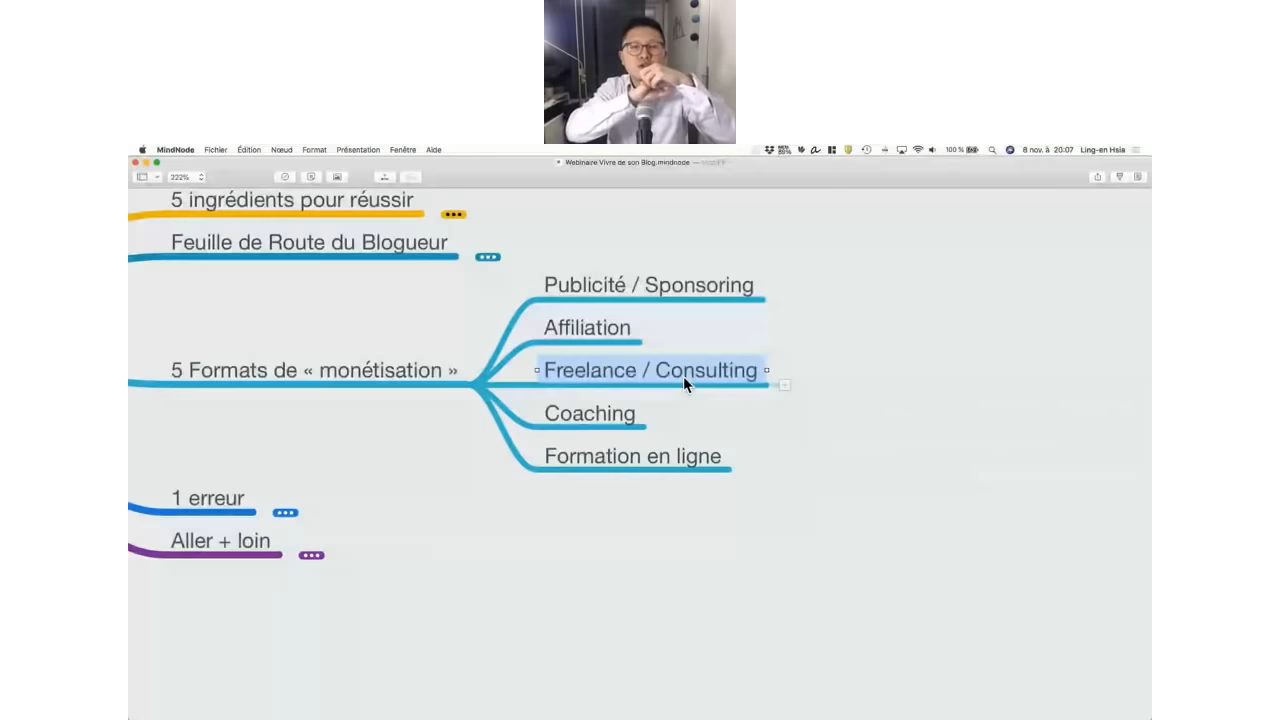 MindNode Fichier Édition Nœud Format Présentation Fenêtre Aide
100 % 8 nov. à 20:07 Ling-en Hsia
Webinaire Vivre de son Blog.mindnode
222%
5 ingrédients pour réussir
Feuille de Route du Blogueur
Publicité / Sponsoring
Affiliation
5 Formats de « monétisation »
Freelance / Consulting
Coaching
Formation en ligne
1 erreur
Aller + loin